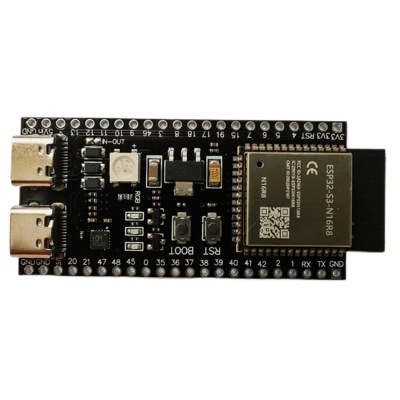 GND 5Vin 13 12 11 10 9 46 3 8 18 17 16 15 7 6 5 4 RST 3V3 3V3
IN-OUT
RGB
BOOT
RST
ESP32-S3-N16R8
CE
N16R8
GND GND 20 21 47 48 45 0 35 36 37 38 39 40 41 42 2 1 RX TX GND